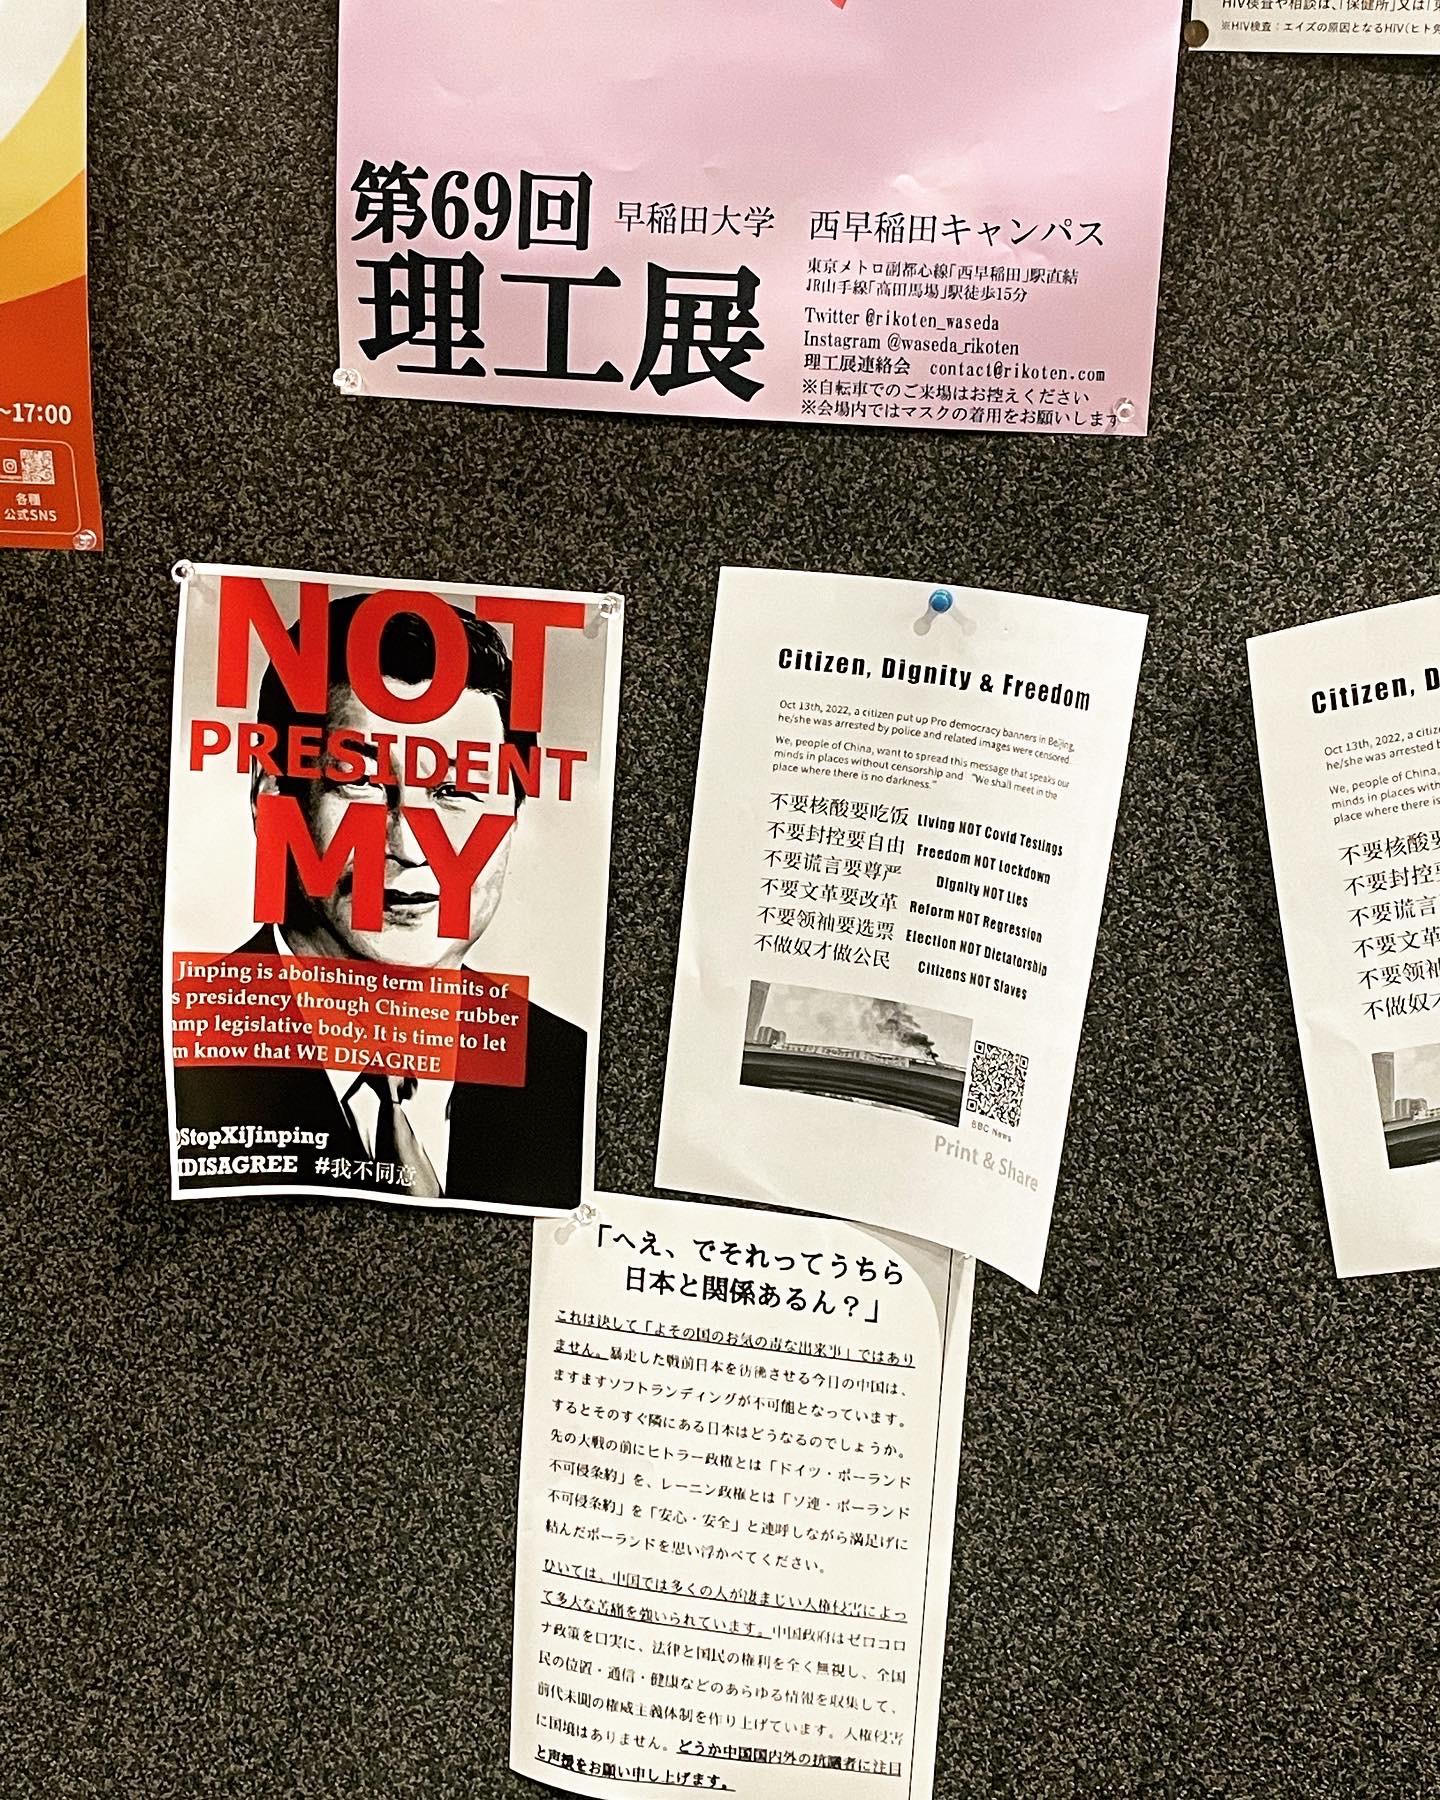 HIV検査や相談は、「保健所」又は「
※HIV検査：エイズの原因となるHIV(ヒト免
第69回
理工展
早稲田大学 西早稲田キャンパス
東京メトロ副都心線「西早稲田」駅直結
JR山手線「高田馬場」駅徒歩15分
Twitter @rikoten_waseda
Instagram @waseda_rikoten
理工展連絡会 contact@rikoten.com
※自転車でのご来場はお控えください
※会場内ではマスクの着用をお願いします
~17:00
各種
公式SNS
NOT
PRESIDENT
MY
Jinping is abolishing term limits of
s presidency through Chinese rubber
amp legislative body. It is time to let
m know that WE DISAGREE
@StopXiJinping
IDISAGREE #我不同意
Citizen, Dignity & Freedom
Oct 13th, 2022, a citizen put up Pro democracy banners in Beijing,
he/she was arrested by police and related images were censored.
We, people of China, want to spread this message that speaks our
minds in places without censorship and "We shall meet in the
place where there is no darkness."
不要核酸要吃饭 Living NOT Covid Testings
不要封控要自由 Freedom NOT Lockdown
不要谎言要尊严 Dignity NOT Lies
不要文革要改革 Reform NOT Regression
不要领袖要选票 Election NOT Dictatorship
不做奴才做公民 Citizens NOT Slaves
BBC News
Print & Share
Citizen, D
Oct 13th, 2022, a citiz
he/she was arrested b
We, people of China,
minds in places with
place where there is
不要核酸要
不要封控要
不要谎言
不要文革
不要领袖
不做奴才
「へえ、でそれってうちら
日本と関係あるん？」
これは決して「よその国のお気の毒な出来事」ではあり
ません。暴走した戦前日本を彷彿させる今日の中国は、
ますますソフトランディングが不可能となっています。
するとそのすぐ隣にある日本はどうなるのでしょうか。
先の大戦の前にヒトラー政権とは「ドイツ・ポーランド
不可侵条約」を、レーニン政権とは「ソ連・ポーランド
不可侵条約」を「安心・安全」と連呼しながら満足げに
結んだポーランドを思い浮かべてください。
ひいては、中国では多くの人が凄まじい人権侵害によっ
て多大な苦痛を強いられています。中国政府はゼロコロ
ナ政策を口実に、法律と国民の権利を全く無視し、全国
民の位置・通信・健康などのあらゆる情報を収集して、
前代未聞の権威主義体制を作り上げています。人権侵害
に国境はありません。どうか中国国内外の抗議者に注目
と声援をお願い申し上げます。